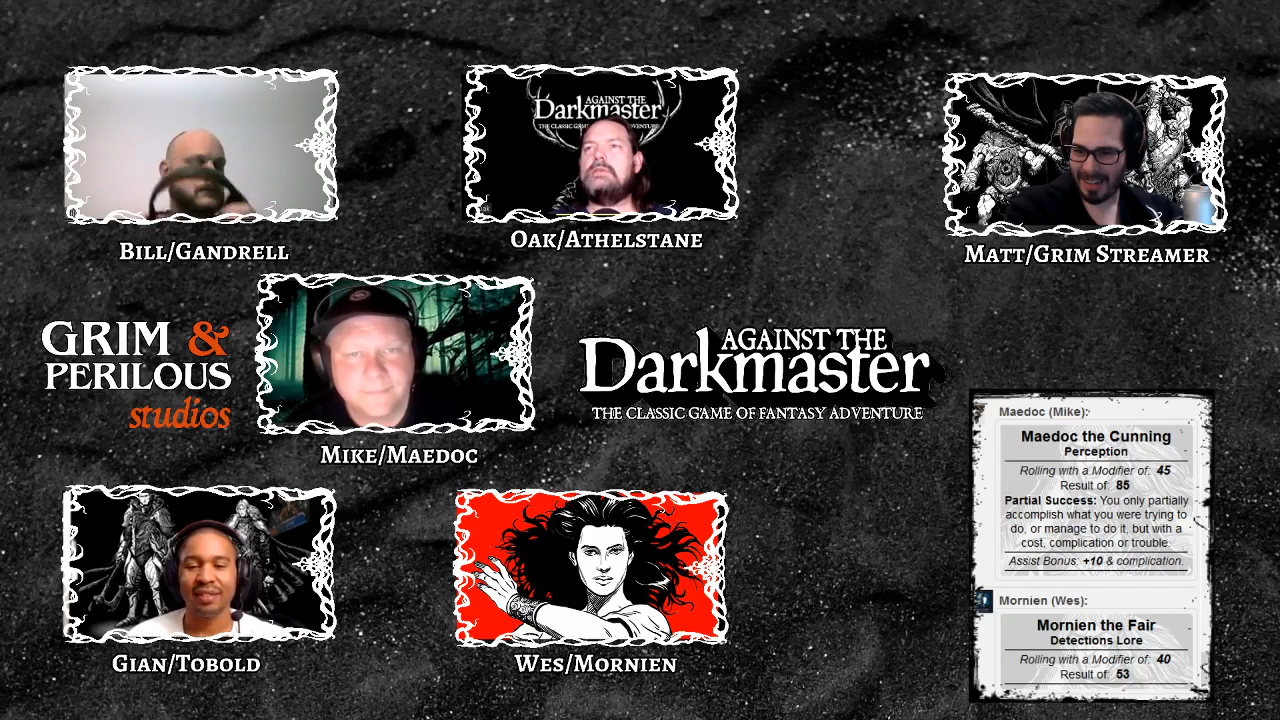 AGAINST THE
Darkmaster
BILL/GANDRELL
OAK/ATHELSTANE
MATT/GRIM STREAMER
GRIM &
PERILOUS
studios
MIKE/MAEDOC
AGAINST THE
Darkmaster
THE CLASSIC GAME OF FANTASY ADVENTURE
Maedoc (Mike):
Maedoc the Cunning
Perception
Rolling with a Modifier of: 45
Result of: 85
Partial Success: You only partially
accomplish what you were trying to
do, or manage to do it, but with a
cost, complication or trouble.
Assist Bonus: +10 & complication.
Mornien (Wes):
Mornien the Fair
Detections Lore
Rolling with a Modifier of: 40
Result of: 53
GIAN/TOBOLD
WES/MORNIEN